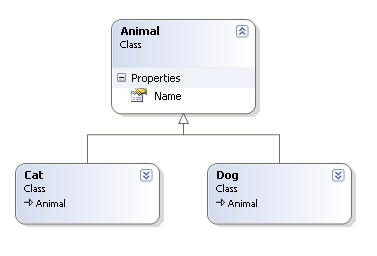 Animal
Class
Properties
Name
Cat
Class
Animal
Dog
Class
Animal